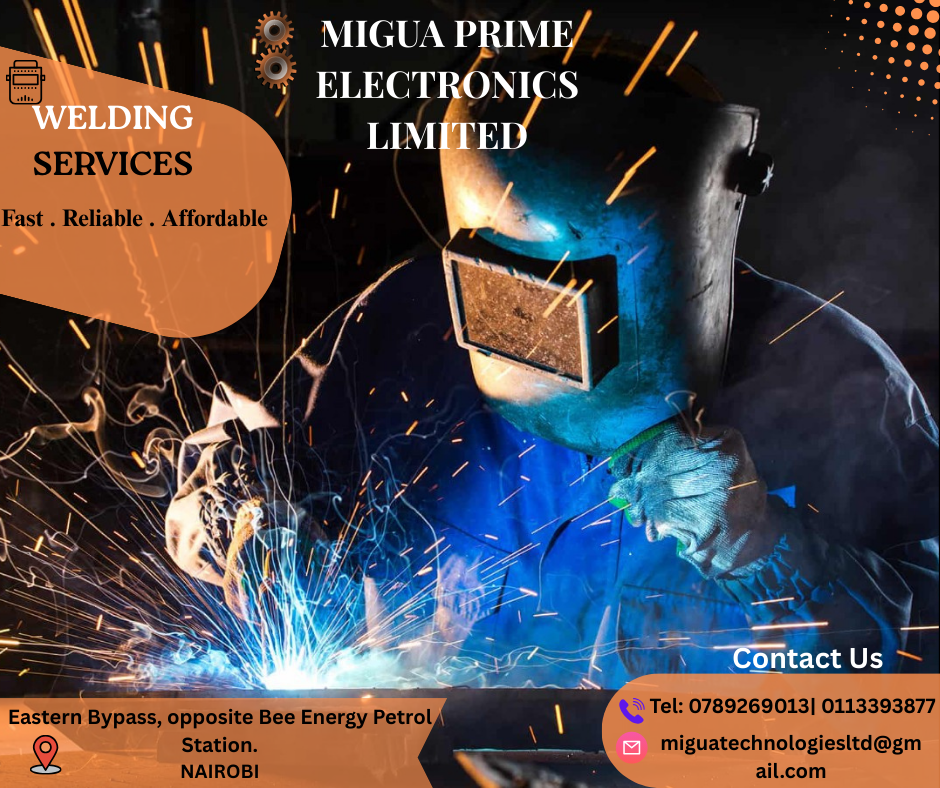 MIGUA PRIME
ELECTRONICS
LIMITED
WELDING
SERVICES
Fast . Reliable . Affordable
Contact Us
Tel: 0789269013| 0113393877
miguatechnologiesltd@gm
ail.com
Eastern Bypass, opposite Bee Energy Petrol
Station.
NAIROBI